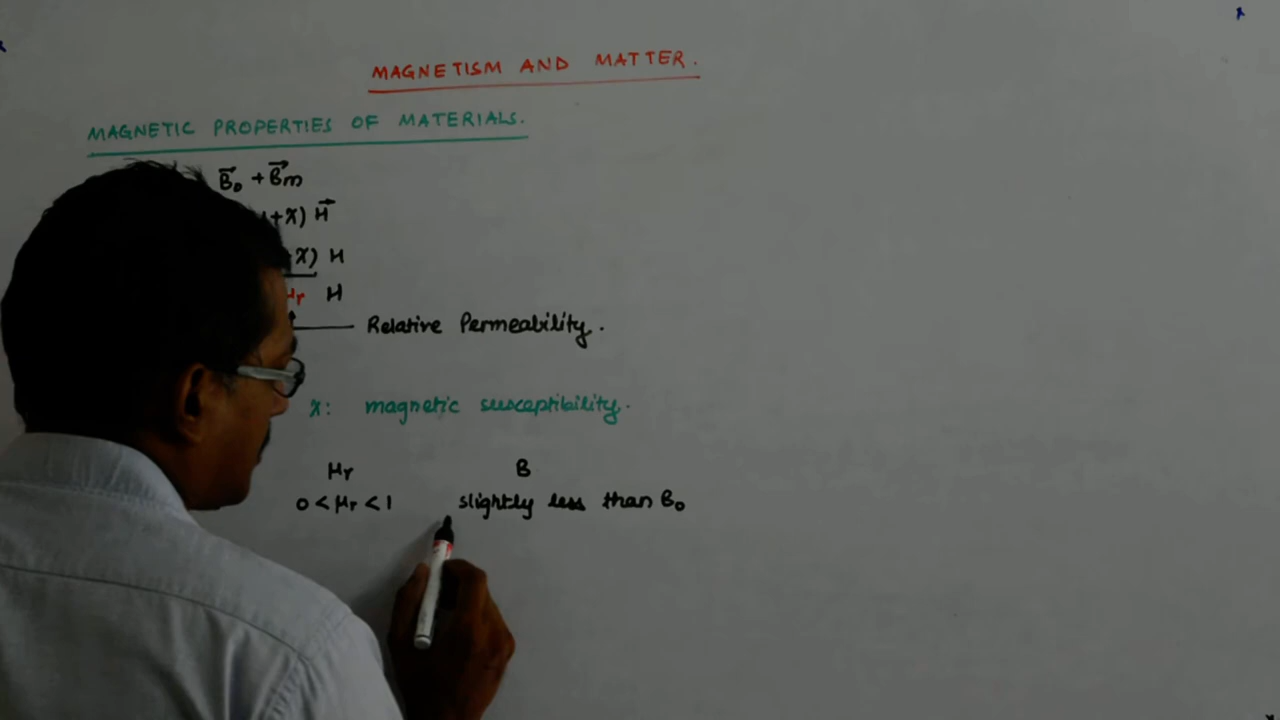 MAGNETISM AND MATTER.
MAGNETIC PROPERTIES OF MATERIALS.
B⃗₀ + B⃗m
+χ) H⃗
χ) H
μr H
Relative Permeability.
χ: magnetic susceptibility.
μr B
0 < μr < 1 slightly less than B₀